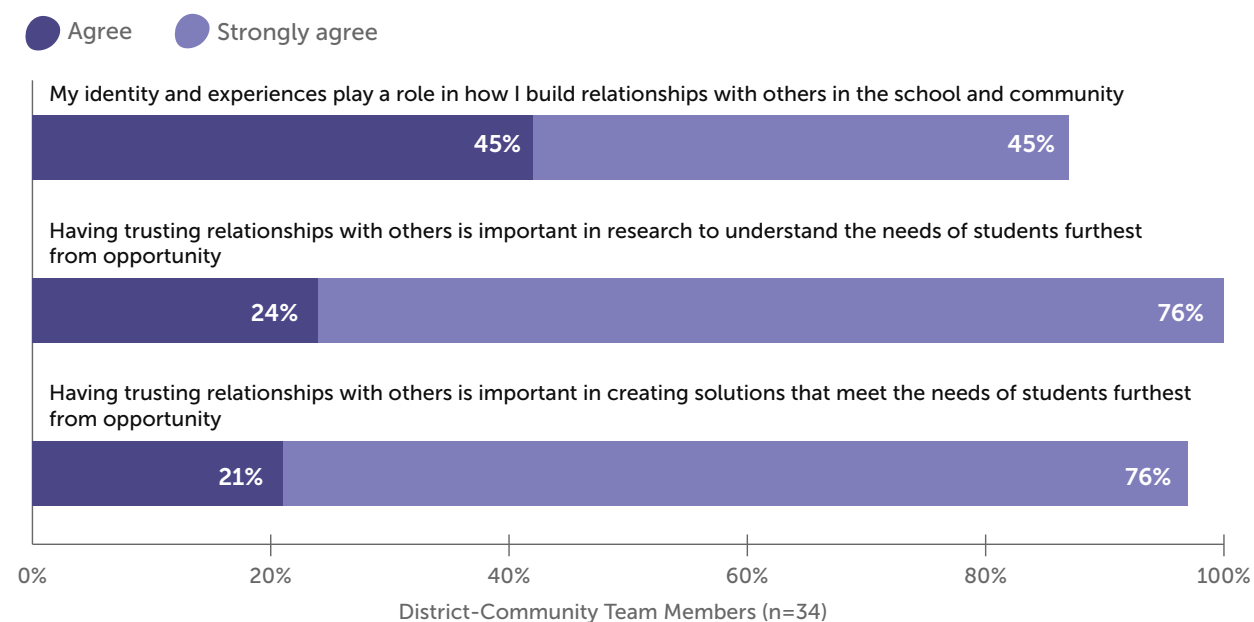 Agree Strongly agree
My identity and experiences play a role in how I build relationships with others in the school and community
45% 45%
Having trusting relationships with others is important in research to understand the needs of students furthest
from opportunity
24% 76%
Having trusting relationships with others is important in creating solutions that meet the needs of students furthest
from opportunity
21% 76%
0% 20% 40% 60% 80% 100%
District-Community Team Members (n=34)